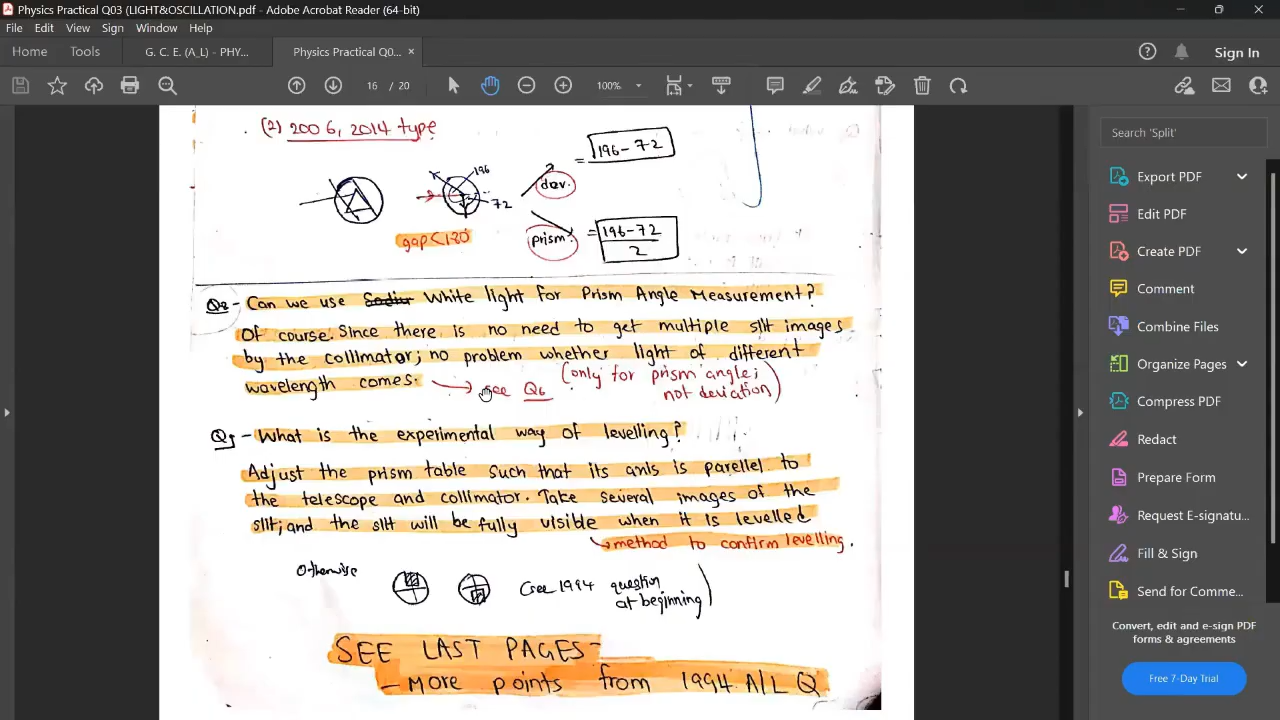 Physics Practical Q03 (LIGHT&OSCILLATION.pdf - Adobe Acrobat Reader (64-bit)
File Edit View Sign Window Help
Home Tools G. C. E. (A_L) - PHY... Physics Practical Q0... × Sign In
16 / 20 100%
(2) 2006, 2014 type
196
72
gap<180
dev. = 196-72
prism = 196-72
2
Q4 - Can we use White light for Prism Angle Measurement?
Of course. Since there is no need to get multiple slit images
by the collimator; no problem whether light of different
wavelength comes.
see Q6 (only for prism angle;
not deviation)
Q5 - What is the experimental way of levelling?
Adjust the prism table such that its axis is parellel to
the telescope and collimator. Take several images of the
slit; and the slit will be fully visible when it is levelled
method to confirm levelling.
Otherwise
(see 1994 question
at beginning)
SEE LAST PAGES-
- More points from 1994 A/L Q
Search 'Split'
Export PDF
Edit PDF
Create PDF
Comment
Combine Files
Organize Pages
Compress PDF
Redact
Prepare Form
Request E-signatu...
Fill & Sign
Send for Comme...
Convert, edit and e-sign PDF
forms & agreements
Free 7-Day Trial